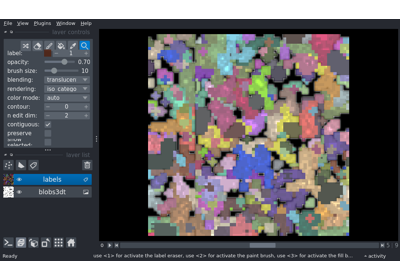 File View Plugins Window Help
layer controls
label: 1
opacity: 0.70
brush size: 10
blending: translucen
rendering: iso_catego
color mode: auto
contour: 0
n edit dim: 2
contiguous:
preserve
selected:
layer list
labels
blobs3dt
Ready
use <1> for activate the label eraser, use <2> for activate the paint brush, use <3> for activate the fill b...
activity